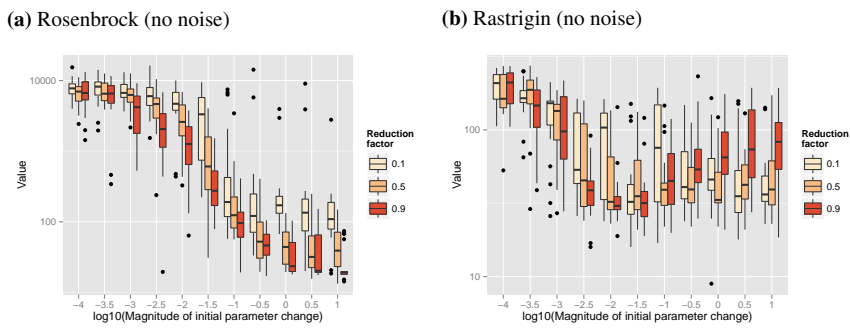 (a) Rosenbrock (no noise)
Value
10000
100
−4 −3.5 −3 −2.5 −2 −1.5 −1 −0.5 0 0.5 1
log10(Magnitude of initial parameter change)
Reduction
factor
0.1
0.5
0.9
(b) Rastrigin (no noise)
Value
100
10
−4 −3.5 −3 −2.5 −2 −1.5 −1 −0.5 0 0.5 1
log10(Magnitude of initial parameter change)
Reduction
factor
0.1
0.5
0.9